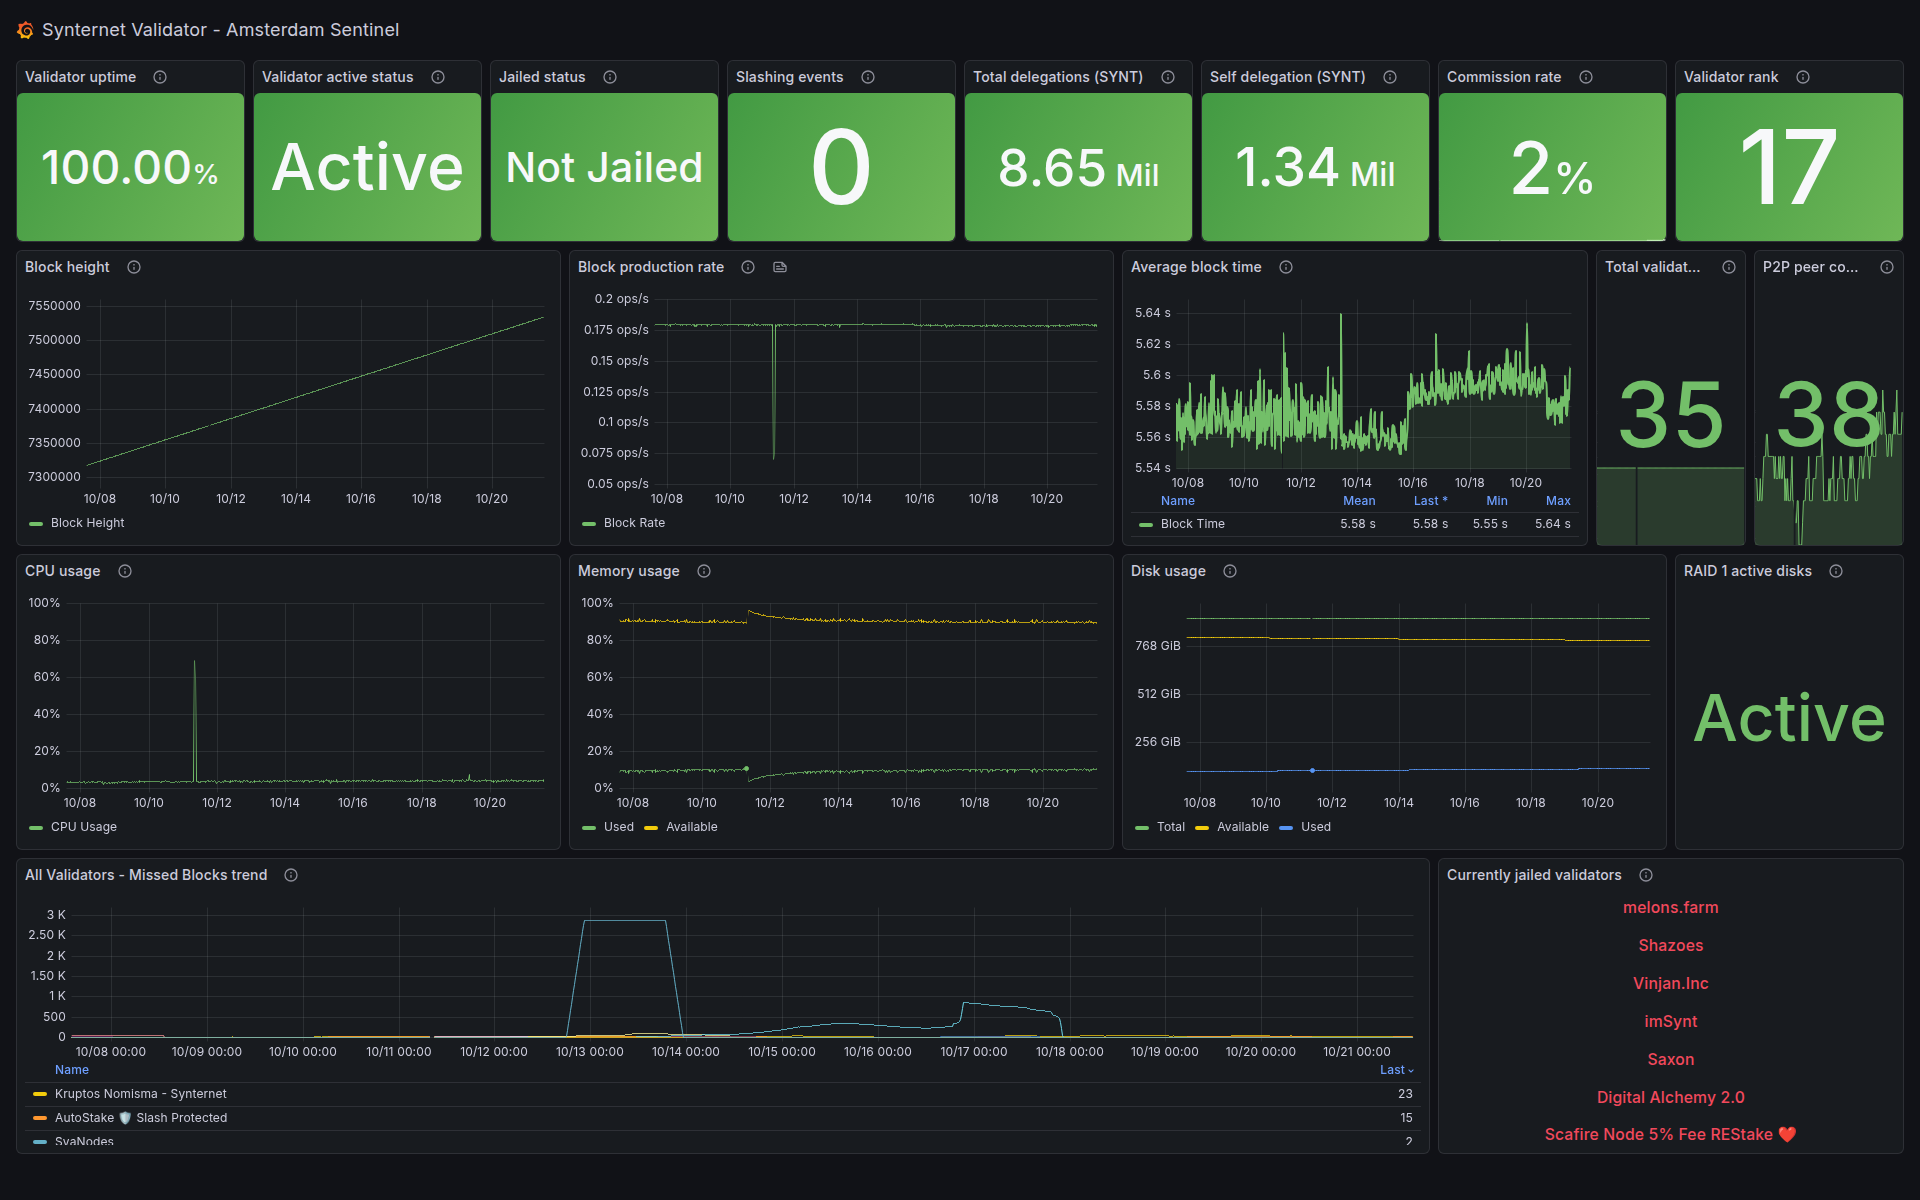 Synternet Validator - Amsterdam Sentinel
Validator uptime
100.00%
Validator active status
Active
Jailed status
Not Jailed
Slashing events
0
Total delegations (SYNT)
8.65 Mil
Self delegation (SYNT)
1.34 Mil
Commission rate
2%
Validator rank
17
Block height
7550000
7500000
7450000
7400000
7350000
7300000
10/08 10/10 10/12 10/14 10/16 10/18 10/20
Block Height
Block production rate
0.2 ops/s
0.175 ops/s
0.15 ops/s
0.125 ops/s
0.1 ops/s
0.075 ops/s
0.05 ops/s
10/08 10/10 10/12 10/14 10/16 10/18 10/20
Block Rate
Average block time
5.64 s
5.62 s
5.6 s
5.58 s
5.56 s
5.54 s
10/08 10/10 10/12 10/14 10/16 10/18 10/20
Name Mean Last * Min Max
Block Time 5.58 s 5.58 s 5.55 s 5.64 s
Total validat...
35
P2P peer co...
38
CPU usage
100%
80%
60%
40%
20%
0%
10/08 10/10 10/12 10/14 10/16 10/18 10/20
CPU Usage
Memory usage
100%
80%
60%
40%
20%
0%
10/08 10/10 10/12 10/14 10/16 10/18 10/20
Used Available
Disk usage
768 GiB
512 GiB
256 GiB
10/08 10/10 10/12 10/14 10/16 10/18 10/20
Total Available Used
RAID 1 active disks
Active
All Validators - Missed Blocks trend
3 K
2.50 K
2 K
1.50 K
1 K
500
0
10/08 00:00 10/09 00:00 10/10 00:00 10/11 00:00 10/12 00:00 10/13 00:00 10/14 00:00 10/15 00:00 10/16 00:00 10/17 00:00 10/18 00:00 10/19 00:00 10/20 00:00 10/21 00:00
Name Last
Kruptos Nomisma - Synternet 23
AutoStake 🛡️ Slash Protected 15
SvaNodes 2
Currently jailed validators
melons.farm
Shazoes
Vinjan.Inc
imSynt
Saxon
Digital Alchemy 2.0
Scafire Node 5% Fee REStake ❤️